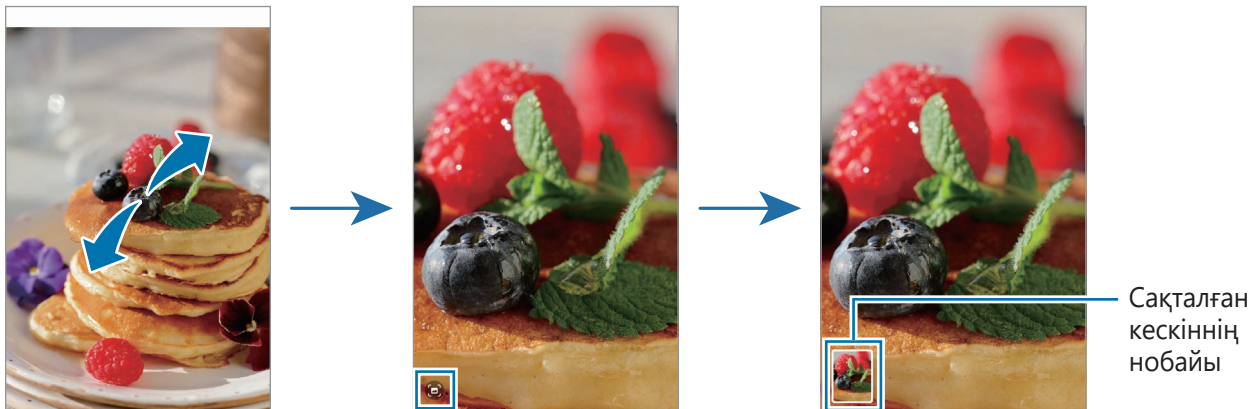 Сақталған
кескіннің
нобайы